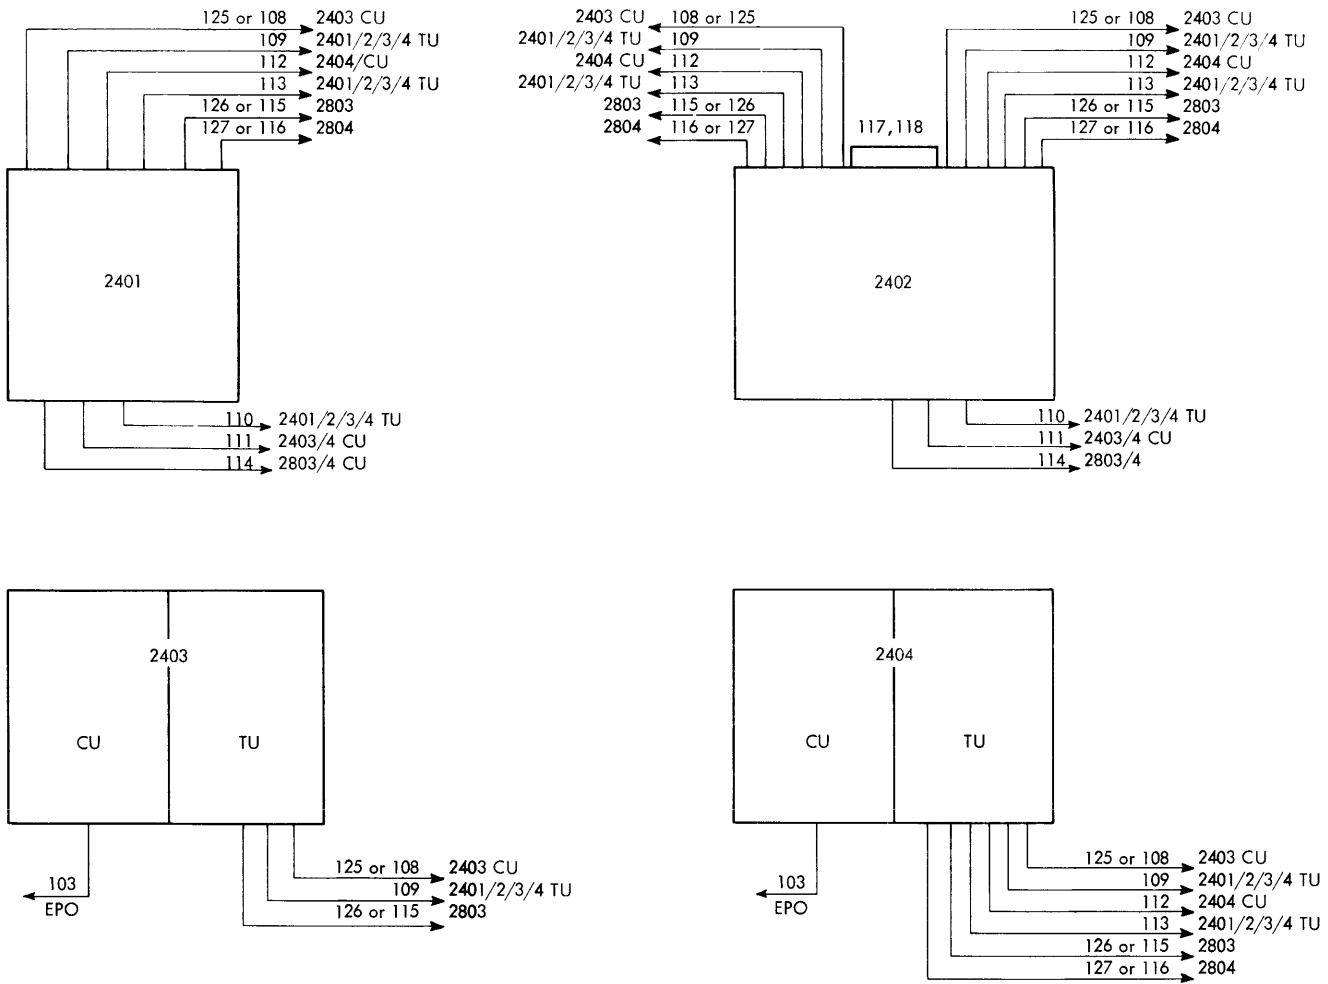 125 or 108 2403 CU
109 2401/2/3/4 TU
112 2404/CU
113 2401/2/3/4 TU
126 or 115 2803
127 or 116 2804
2401
110 2401/2/3/4 TU
111 2403/4 CU
114 2803/4 CU
2403 CU 108 or 125
2401/2/3/4 TU 109
2404 CU 112
2401/2/3/4 TU 113
2803 115 or 126
2804 116 or 127
117,118
125 or 108 2403 CU
109 2401/2/3/4 TU
112 2404 CU
113 2401/2/3/4 TU
126 or 115 2803
127 or 116 2804
2402
110 2401/2/3/4 TU
111 2403/4 CU
114 2803/4
2403
CU TU
103
EPO
125 or 108 2403 CU
109 2401/2/3/4 TU
126 or 115 2803
2404
CU TU
103
EPO
125 or 108 2403 CU
109 2401/2/3/4 TU
112 2404 CU
113 2401/2/3/4 TU
126 or 115 2803
127 or 116 2804